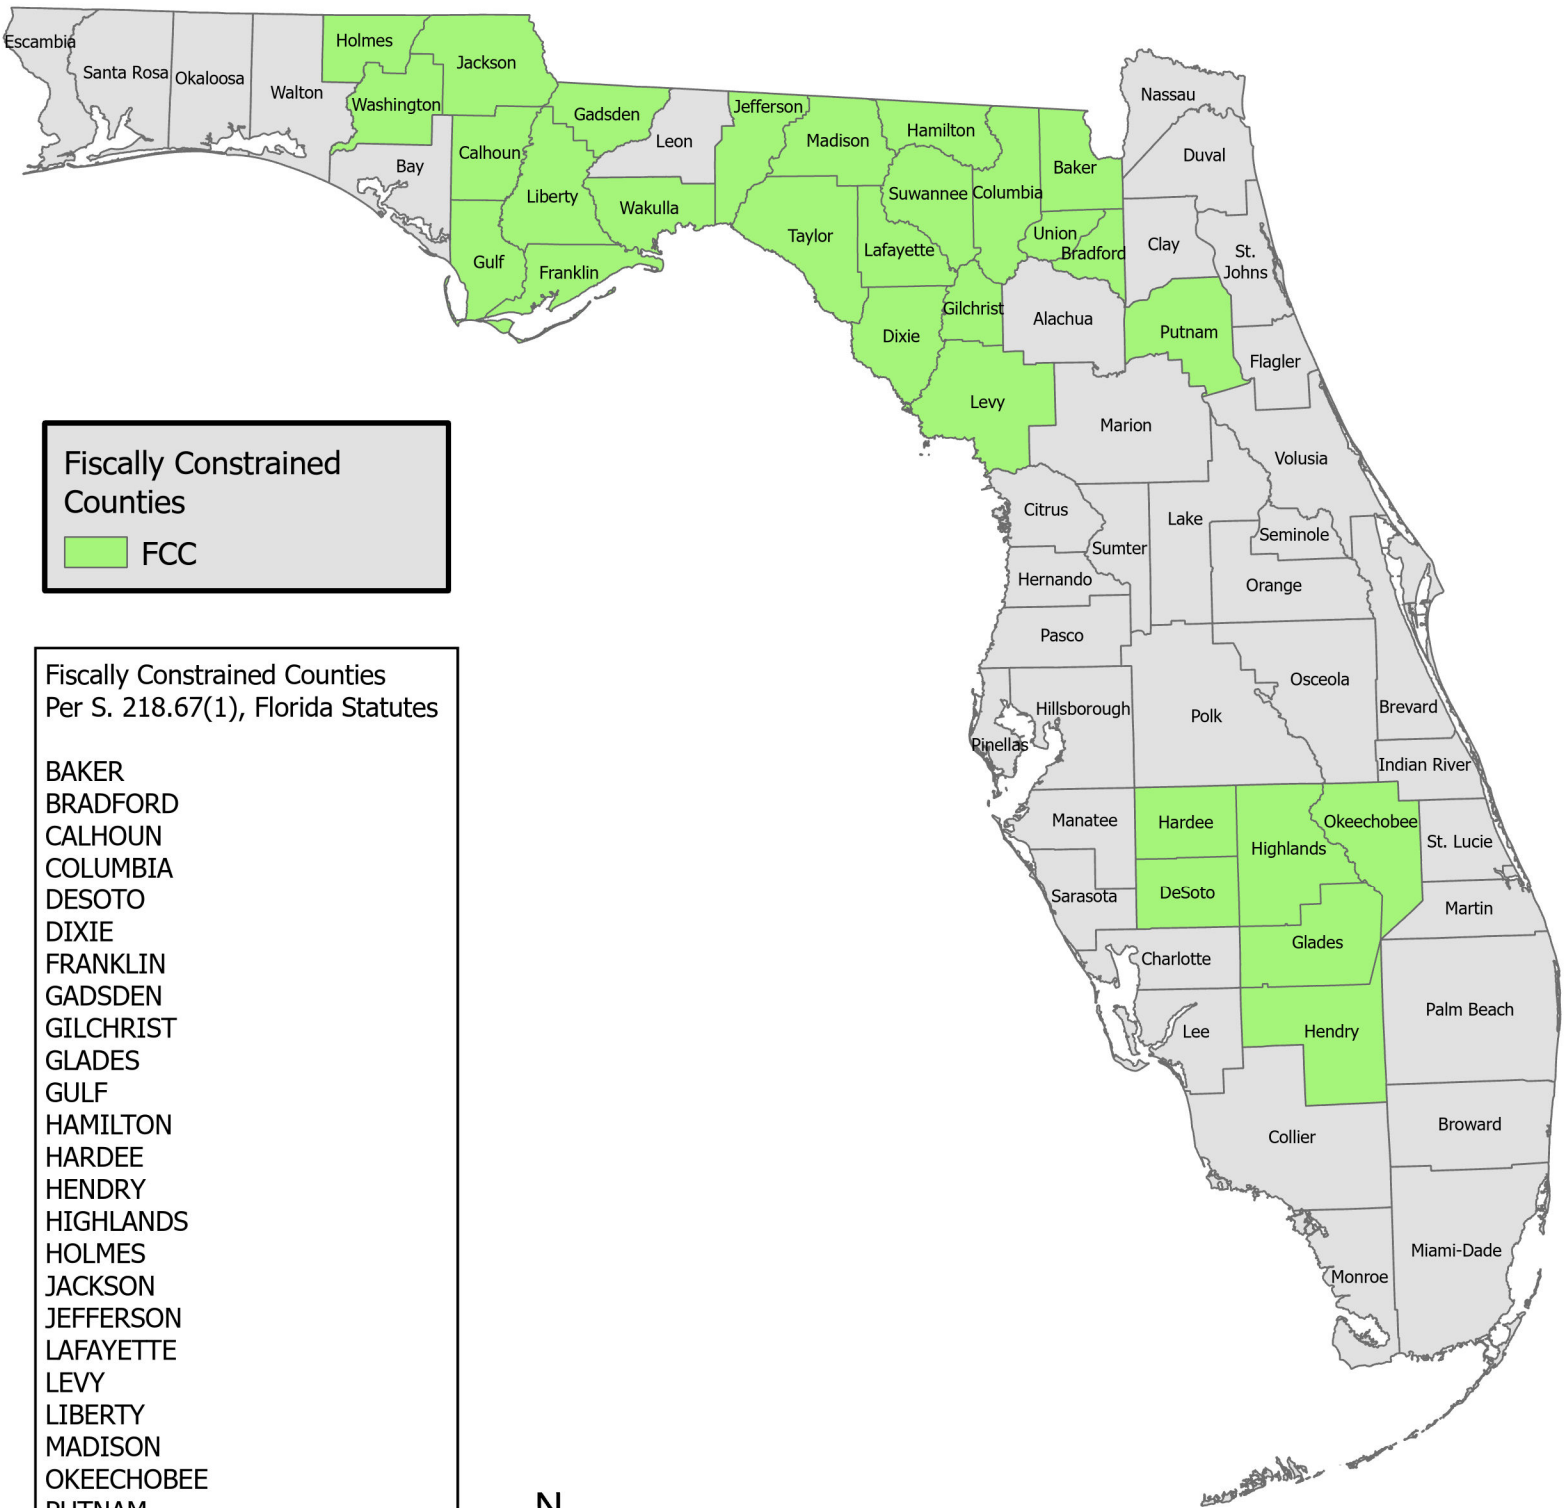 Escambia
Santa Rosa
Okaloosa
Walton
Holmes
Washington
Jackson
Bay
Calhoun
Gulf
Liberty
Gadsden
Franklin
Wakulla
Leon
Jefferson
Madison
Taylor
Hamilton
Suwannee
Lafayette
Columbia
Baker
Union
Bradford
Gilchrist
Dixie
Levy
Alachua
Nassau
Duval
Clay
St.
Johns
Putnam
Flagler
Marion
Volusia
Citrus
Sumter
Lake
Seminole
Hernando
Orange
Pasco
Osceola
Hillsborough
Polk
Brevard
Pinellas
Indian River
Manatee
Hardee
Highlands
Okeechobee
St. Lucie
Sarasota
DeSoto
Martin
Glades
Charlotte
Lee
Hendry
Palm Beach
Collier
Broward
Miami-Dade
Monroe
Fiscally Constrained
Counties
FCC
Fiscally Constrained Counties
Per S. 218.67(1), Florida Statutes
BAKER
BRADFORD
CALHOUN
COLUMBIA
DESOTO
DIXIE
FRANKLIN
GADSDEN
GILCHRIST
GLADES
GULF
HAMILTON
HARDEE
HENDRY
HIGHLANDS
HOLMES
JACKSON
JEFFERSON
LAFAYETTE
LEVY
LIBERTY
MADISON
OKEECHOBEE
PUTNAM
N